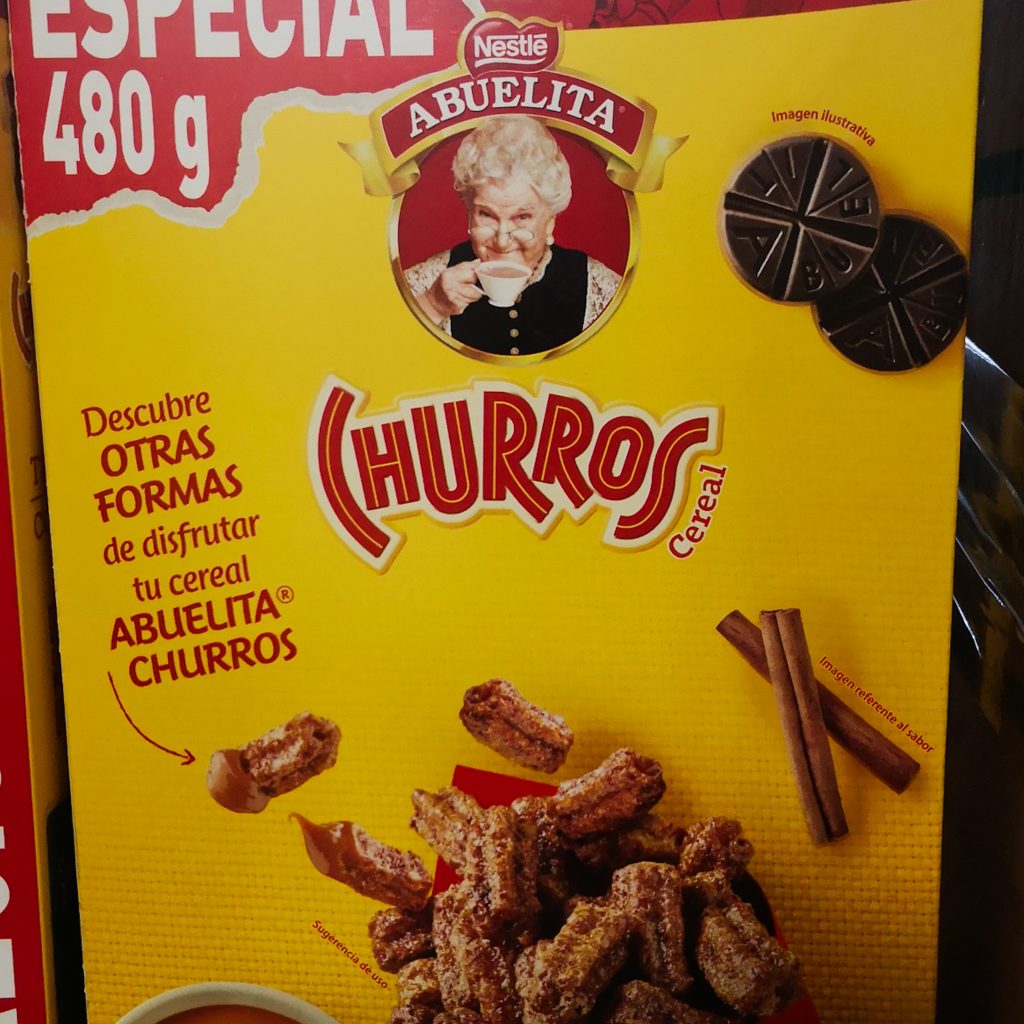 ESPECIAL
480 g
Nestlé
ABUELITA
Imagen ilustrativa
CHURROS
Cereal
Descubre
OTRAS
FORMAS
de disfrutar
tu cereal
ABUELITA®
CHURROS
Imagen referente al sabor
Sugerencia de uso